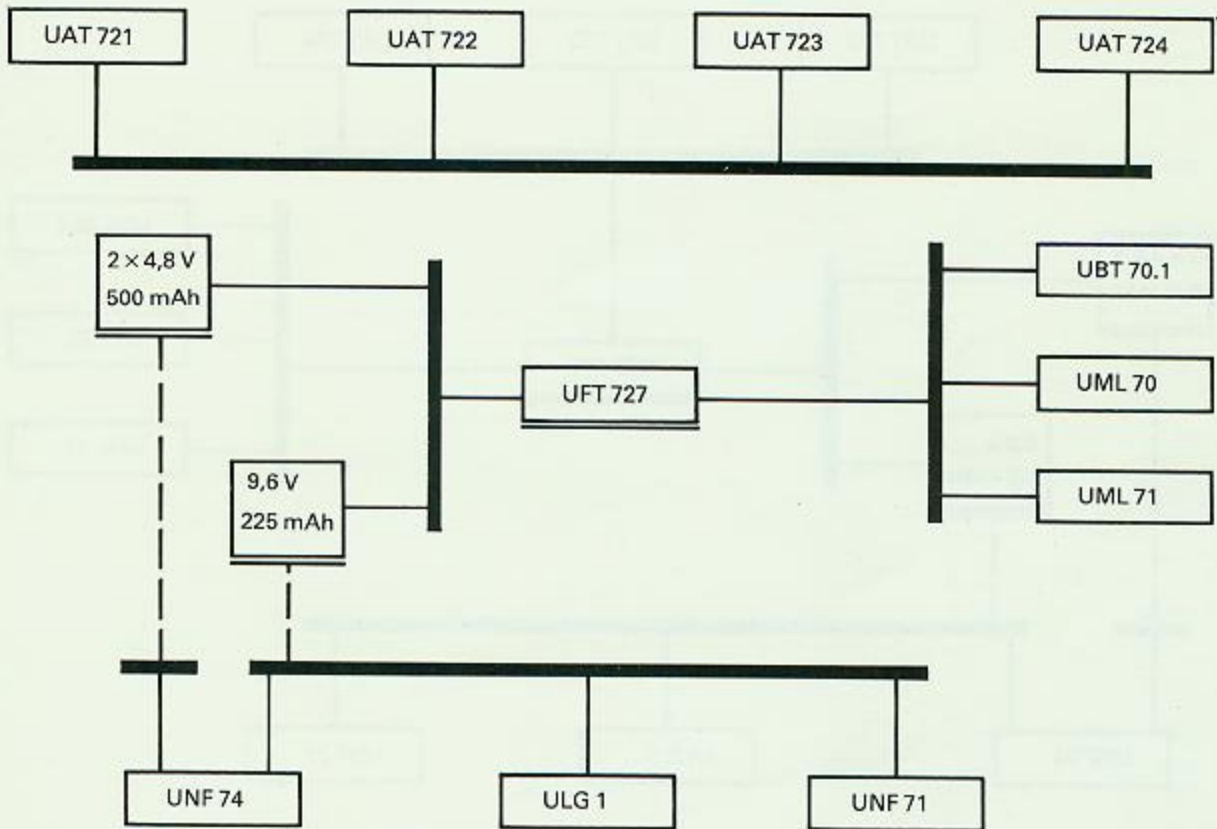 UAT 721
UAT 722
UAT 723
UAT 724
2 × 4,8 V
500 mAh
UBT 70.1
UFT 727
UML 70
9,6 V
225 mAh
UML 71
UNF 74
ULG 1
UNF 71